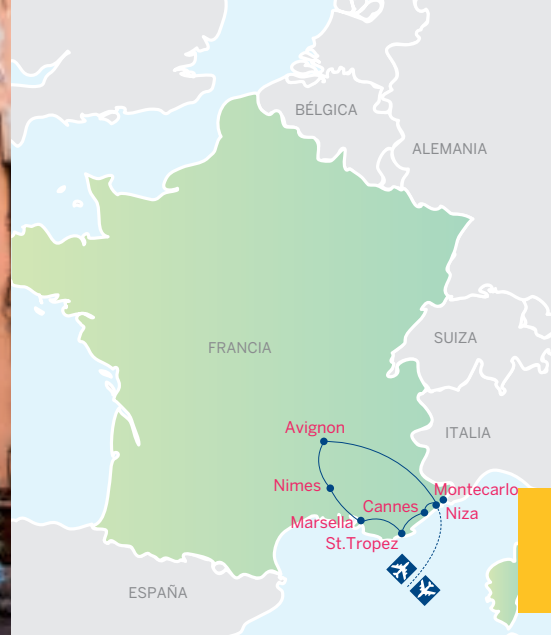 BÉLGICA
ALEMANIA
FRANCIA
SUIZA
ITALIA
Avignon
Nimes
Montecarlo
Cannes
Niza
Marsella
St.Tropez
ESPAÑA